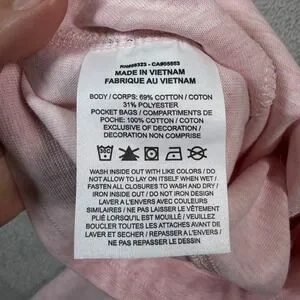 MADE IN VIETNAM
FABRIQUÉ AU VIETNAM
BODY / CORPS: 69% COTTON / COTON
31% POLYESTER
POCKET BAGS / COMPARTIMENTS DE
POCHE: 100% COTTON / COTON
EXCLUSIVE OF DECORATION /
DECORATION NON COMPRISE
WASH INSIDE OUT WITH LIKE COLORS / DO
NOT ALLOW TO LAY ON ITSELF WHEN WET /
FASTEN ALL CLOSURES TO WASH AND DRY /
IRON INSIDE OUT / DO NOT IRON DESIGN
LAVER A L'ENVERS AVEC COULEURS
SIMILAIRES / NE PAS LAISSER LE VÊTEMENT
PLIÉ LORSQU'IL EST MOUILLÉ / VEUILLEZ
BOUCLER TOUTES LES ATTACHES AVANT DE
LAVER ET SÉCHER / REPASSER A L'ENVERS
/ NE PAS REPASSER LE DESSIN